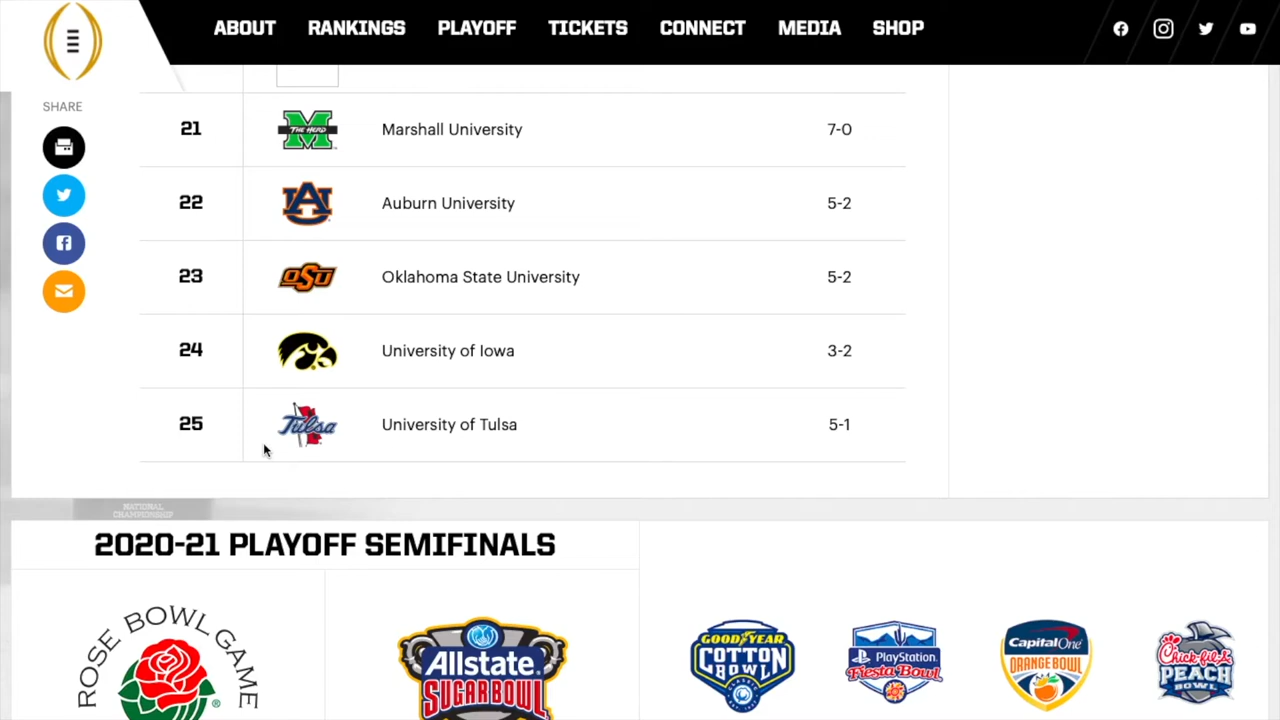 ABOUT RANKINGS PLAYOFF TICKETS CONNECT MEDIA SHOP
SHARE
21 M THE HERD Marshall University 7-0
22 AU Auburn University 5-2
23 OSU Oklahoma State University 5-2
24 University of Iowa 3-2
25 Tulsa University of Tulsa 5-1
NATIONAL
CHAMPIONSHIP
2020-21 PLAYOFF SEMIFINALS
ROSE BOWL GAME
Allstate
SUGAR BOWL
GOODYEAR
COTTON
BOWL
CLASSIC
PlayStation
Fiesta Bowl
Capital One
ORANGE BOWL
Chick-fil-A
PEACH
BOWL